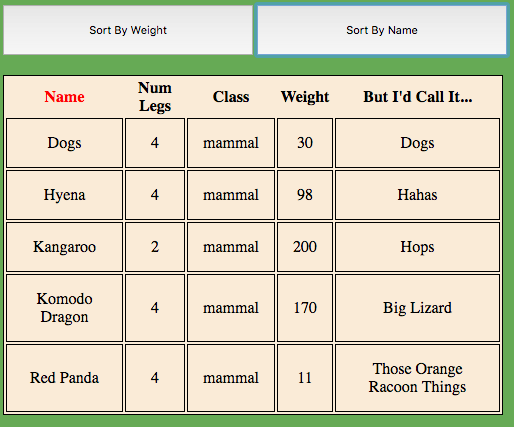 Sort By Weight Sort By Name
Name Num Legs Class Weight But I'd Call It...
Dogs 4 mammal 30 Dogs
Hyena 4 mammal 98 Hahas
Kangaroo 2 mammal 200 Hops
Komodo Dragon 4 mammal 170 Big Lizard
Red Panda 4 mammal 11 Those Orange Racoon Things